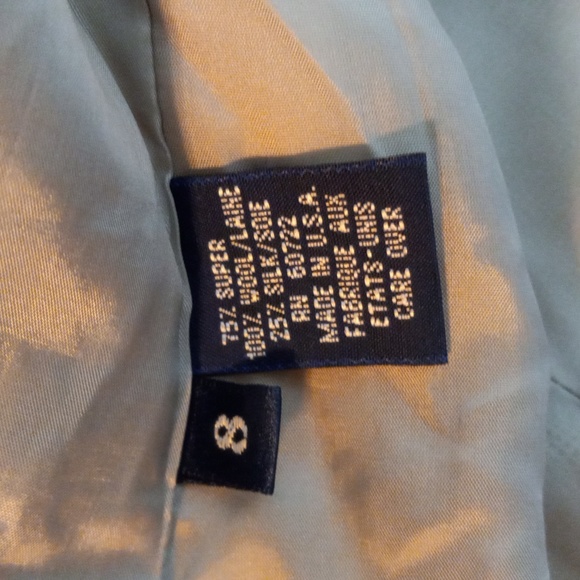 75% SUPER
100% WOOL/LAINE
25% SILK/SOIE
RN 60722
MADE IN U.S.A.
FABRIQUE AUX
ETATS-UNIS
CARE OVER
8